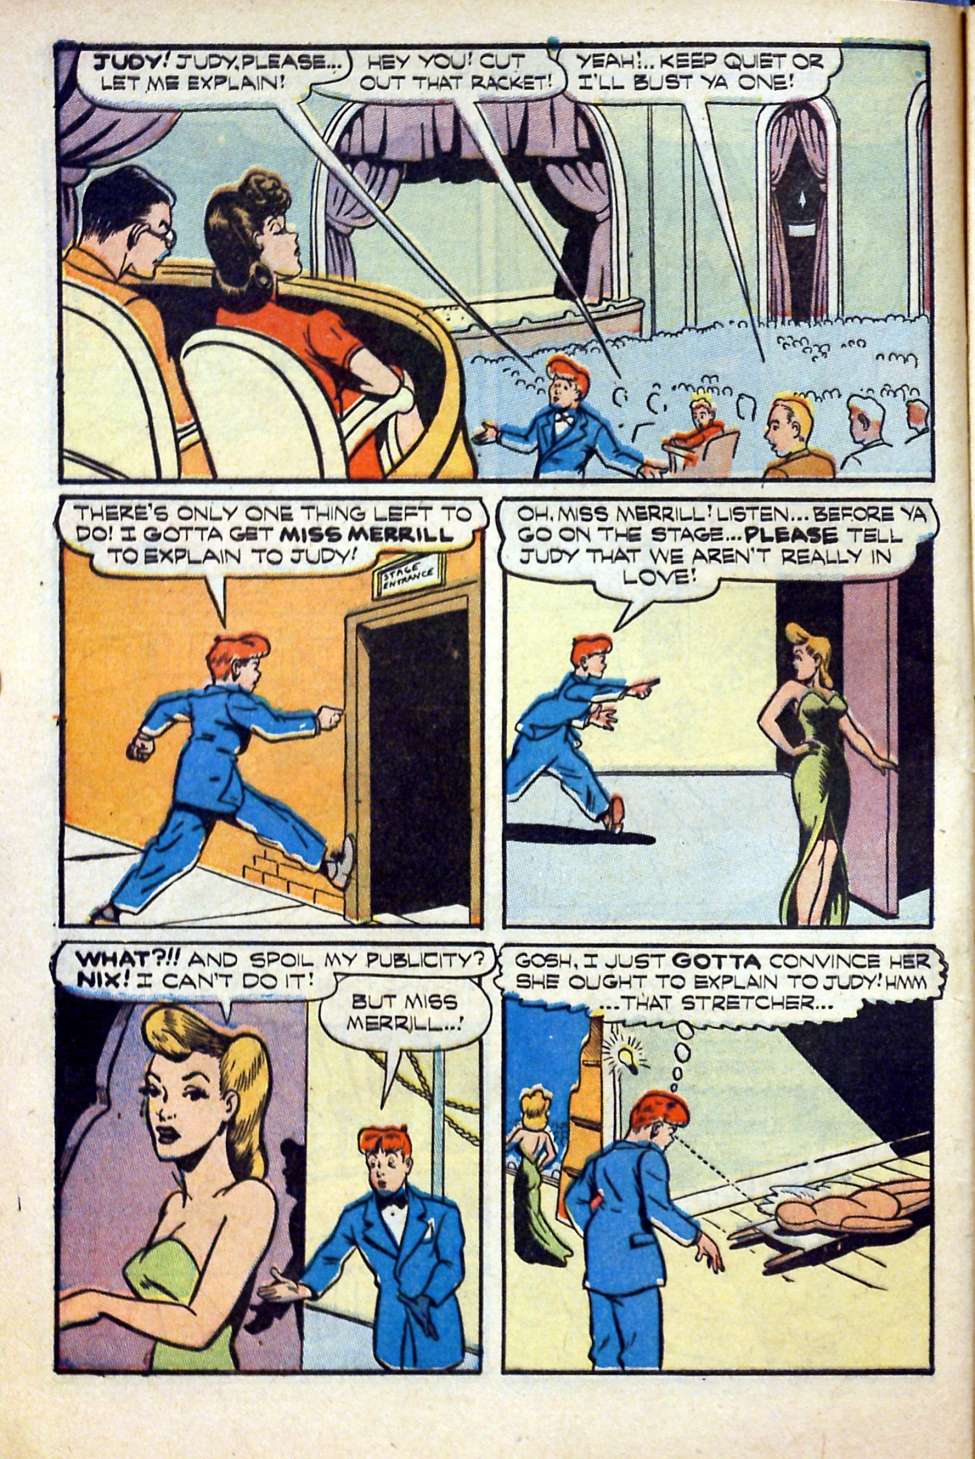 JUDY! JUDY, PLEASE...
LET ME EXPLAIN!
HEY YOU! CUT
OUT THAT RACKET!
YEAH!.. KEEP QUIET OR
I'LL BUST YA ONE!
THERE'S ONLY ONE THING LEFT TO
DO! I GOTTA GET MISS MERRILL
TO EXPLAIN TO JUDY!
STAGE
ENTRANCE
OH, MISS MERRILL! LISTEN... BEFORE YA
GO ON THE STAGE... PLEASE TELL
JUDY THAT WE AREN'T REALLY IN
LOVE!
WHAT?!! AND SPOIL MY PUBLICITY?
NIX! I CAN'T DO IT!
BUT MISS
MERRILL..!
GOSH, I JUST GOTTA CONVINCE HER
SHE OUGHT TO EXPLAIN TO JUDY! HMM
...THAT STRETCHER...